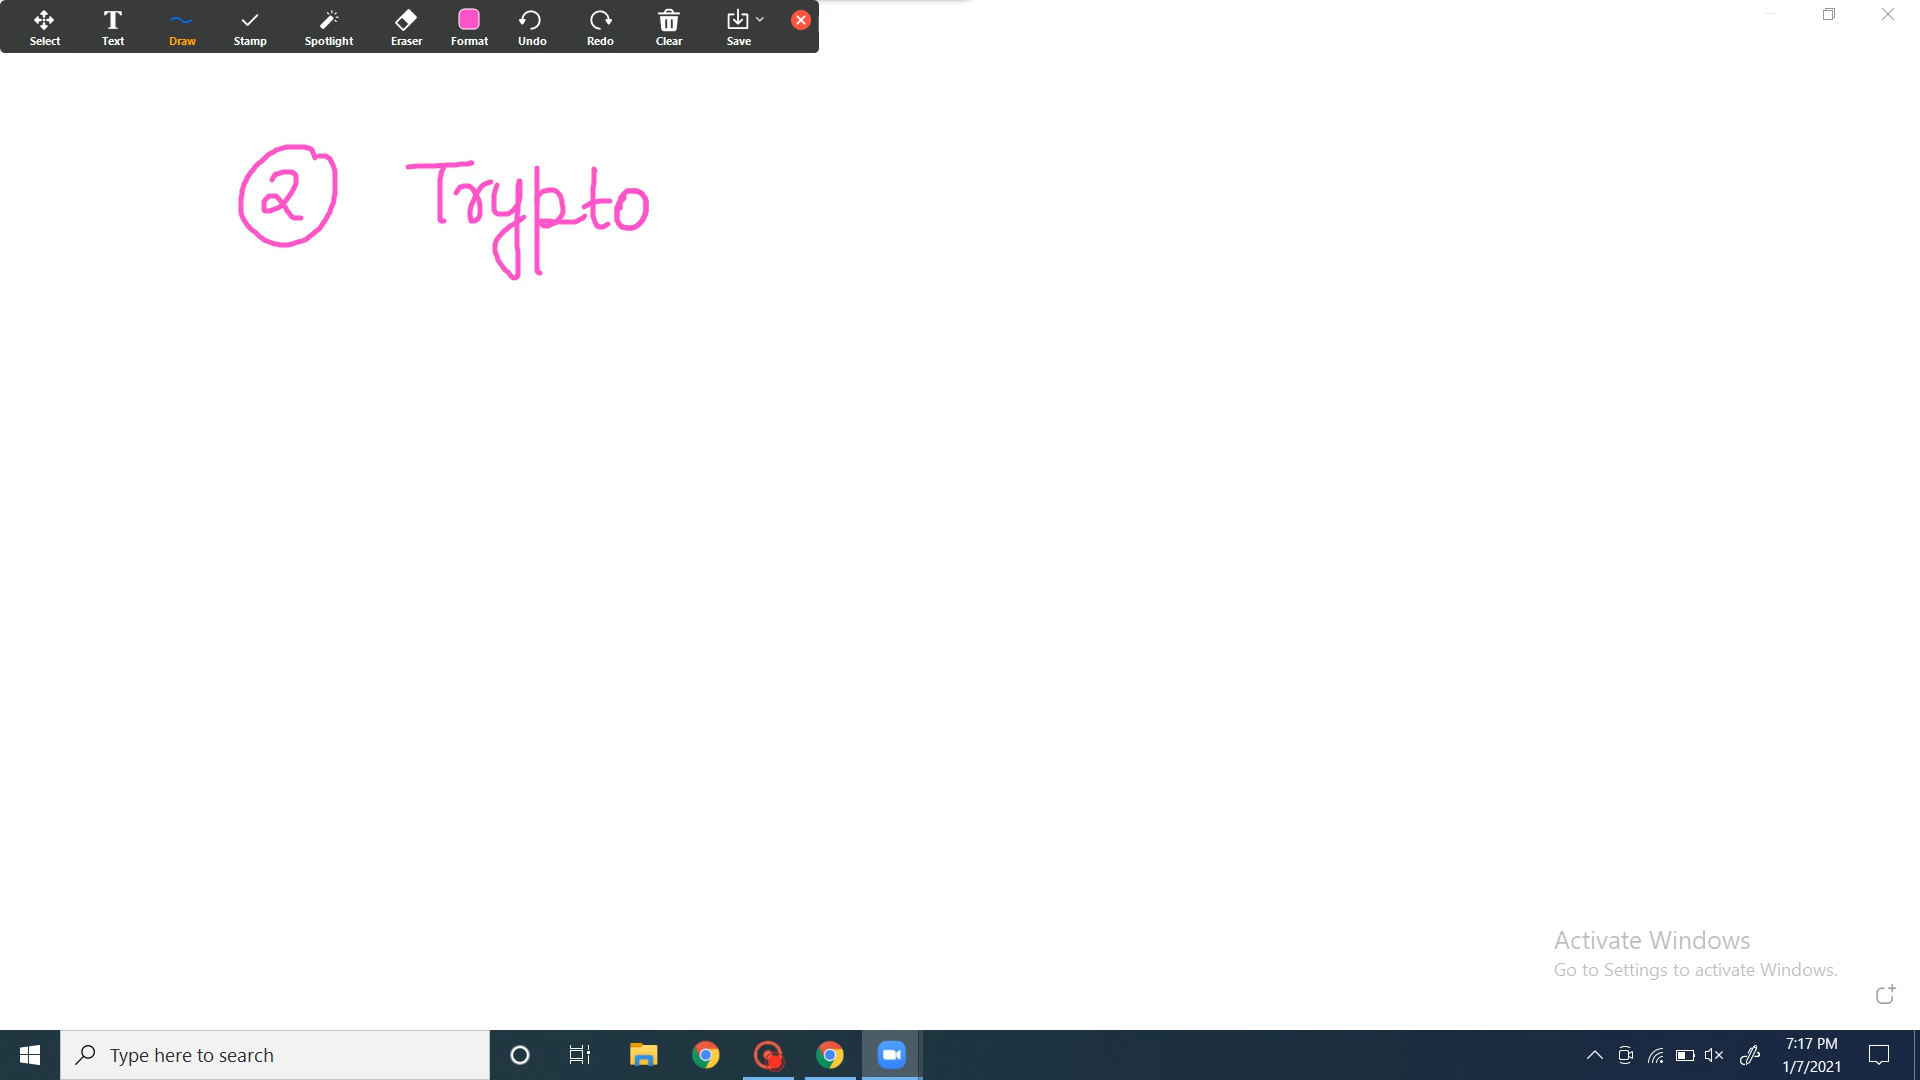 Select Text Draw Stamp Spotlight Eraser Format Undo Redo Clear Save
2 Trypto
Activate Windows
Go to Settings to activate Windows.
Type here to search
7:17 PM
1/7/2021